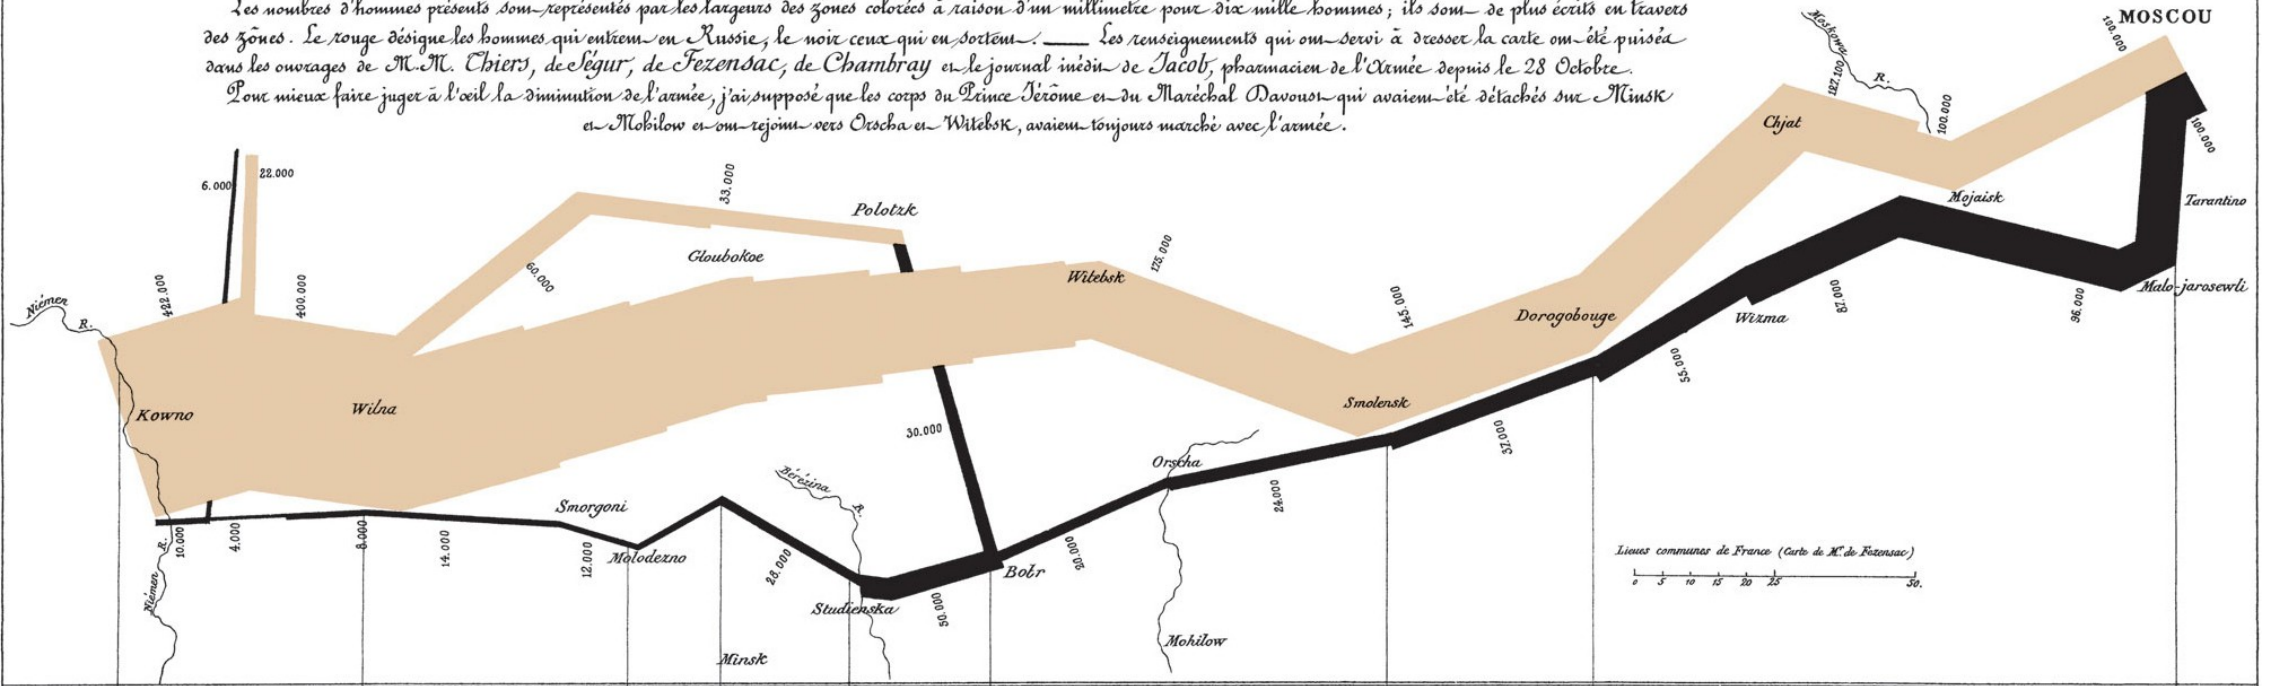 Les nombres d'hommes présents sont représentés par les largeurs des zones colorées à raison d'un millimètre pour dix mille hommes; ils sont de plus écrits en travers
des zônes. Le rouge désigne les hommes qui entrent en Russie, le noir ceux qui en sortent. — Les renseignements qui ont servi à dresser la carte ont été puisés
dans les ouvrages de M.M. Thiers, de Ségur, de Fezensac, de Chambray et le journal inédit de Jacob, pharmacien de l'Armée depuis le 28 Octobre.
Pour mieux faire juger à l'œil la diminution de l'armée, j'ai supposé que les corps du Prince Jérôme et du Maréchal Davoust qui avaient été détachés sur Minsk
et Mohilow et ont rejoint vers Orscha et Witebsk, avaient toujours marché avec l'armée.
MOSCOU
100.000
Moskowa
R.
127.100
100.000
100.000
Chjat
Mojaisk
Tarantino
Malo-jarosewli
6.000
22.000
33.000
Polotzk
Gloubokoe
60.000
422.000
400.000
Niémen
R.
Witebsk
175.000
145.000
Dorogobouge
Wizma
87.000
96.000
55.000
Kowno
Wilna
Smolensk
30.000
37.000
Bérézina
R.
Orscha
24.000
Smorgoni
10.000
4.000
8.000
14.000
12.000
Molodezno
28.000
Studienska
50.000
Botr
20.000
R.
Niémen
Minsk
Mohilow
Lieues communes de France (Carte de M. de Fezensac)
0 5 10 15 20 25 50.